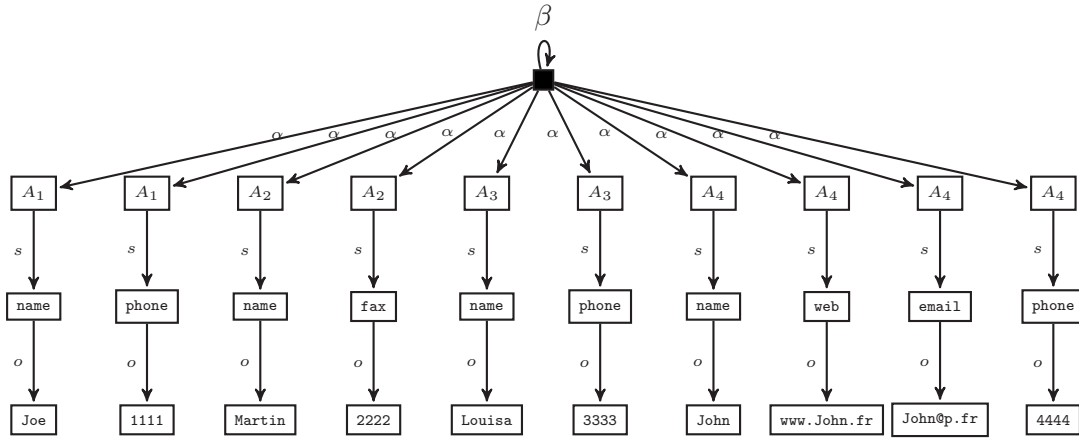 β
α α α α α α α α α α
A₁ A₁ A₂ A₂ A₃ A₃ A₄ A₄ A₄ A₄
s s s s s s s s s s
name phone name fax name phone name web email phone
o o o o o o o o o o
Joe 1111 Martin 2222 Louisa 3333 John www.John.fr John@p.fr 4444